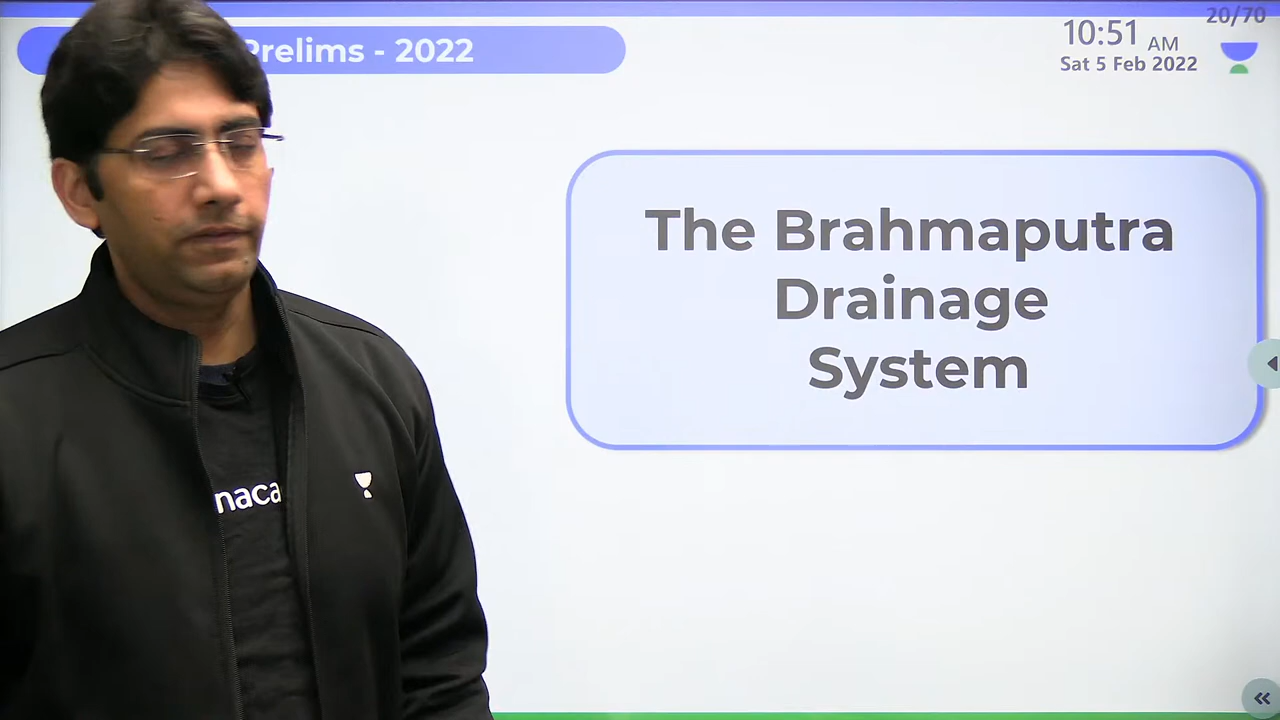 Prelims - 2022
20/70
10:51 AM
Sat 5 Feb 2022
The Brahmaputra
Drainage
System
naca